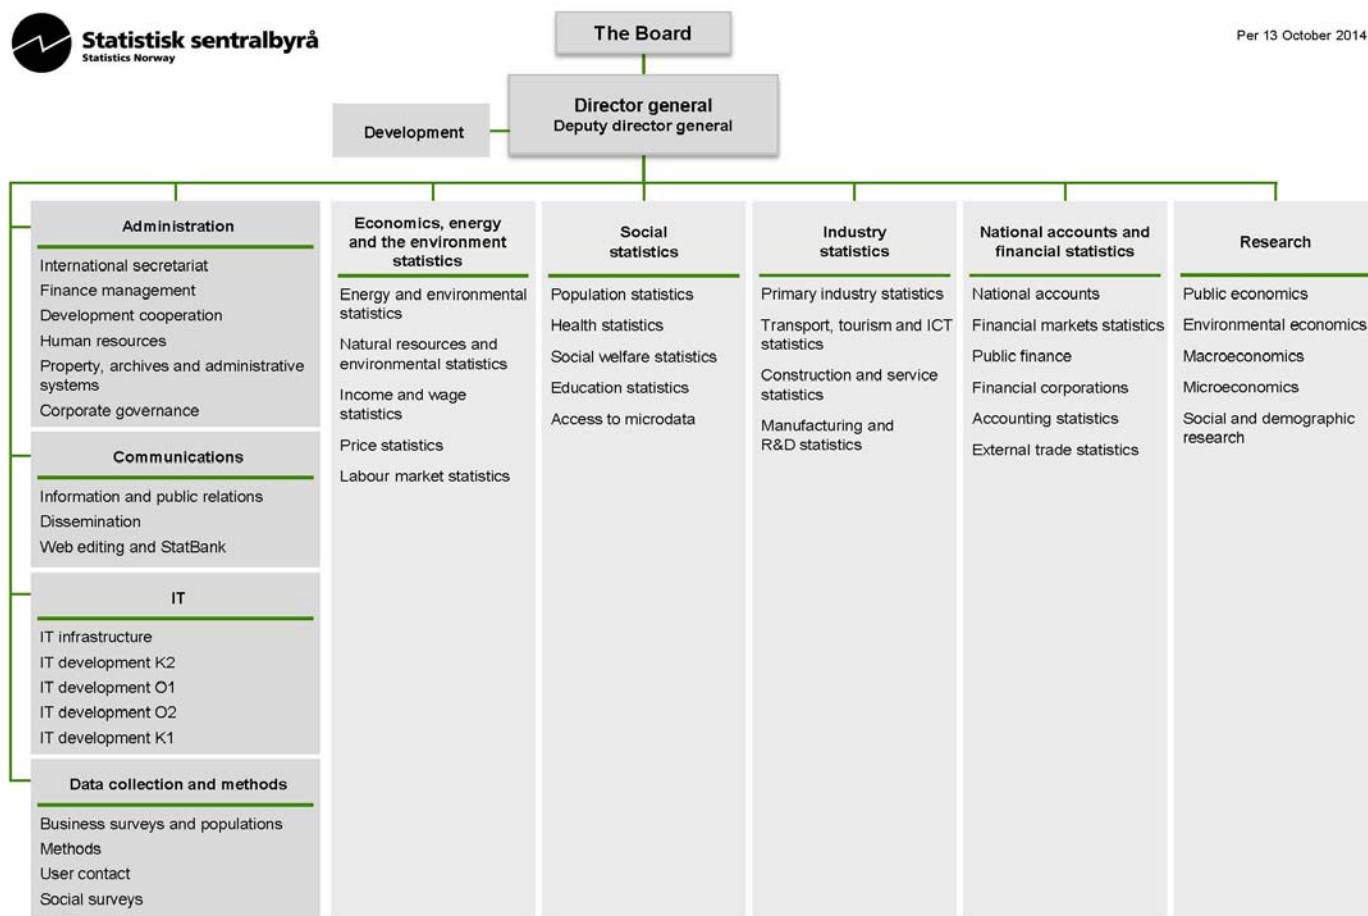 Statistisk sentralbyrå
Statistics Norway
The Board
Per 13 October 2014
Director general
Deputy director general
Development
Administration
International secretariat
Finance management
Development cooperation
Human resources
Property, archives and administrative
systems
Corporate governance
Communications
Information and public relations
Dissemination
Web editing and StatBank
IT
IT infrastructure
IT development K2
IT development O1
IT development O2
IT development K1
Data collection and methods
Business surveys and populations
Methods
User contact
Social surveys
Economics, energy
and the environment
statistics
Energy and environmental
statistics
Natural resources and
environmental statistics
Income and wage
statistics
Price statistics
Labour market statistics
Social
statistics
Population statistics
Health statistics
Social welfare statistics
Education statistics
Access to microdata
Industry
statistics
Primary industry statistics
Transport, tourism and ICT
statistics
Construction and service
statistics
Manufacturing and
R&D statistics
National accounts and
financial statistics
National accounts
Financial markets statistics
Public finance
Financial corporations
Accounting statistics
External trade statistics
Research
Public economics
Environmental economics
Macroeconomics
Microeconomics
Social and demographic
research